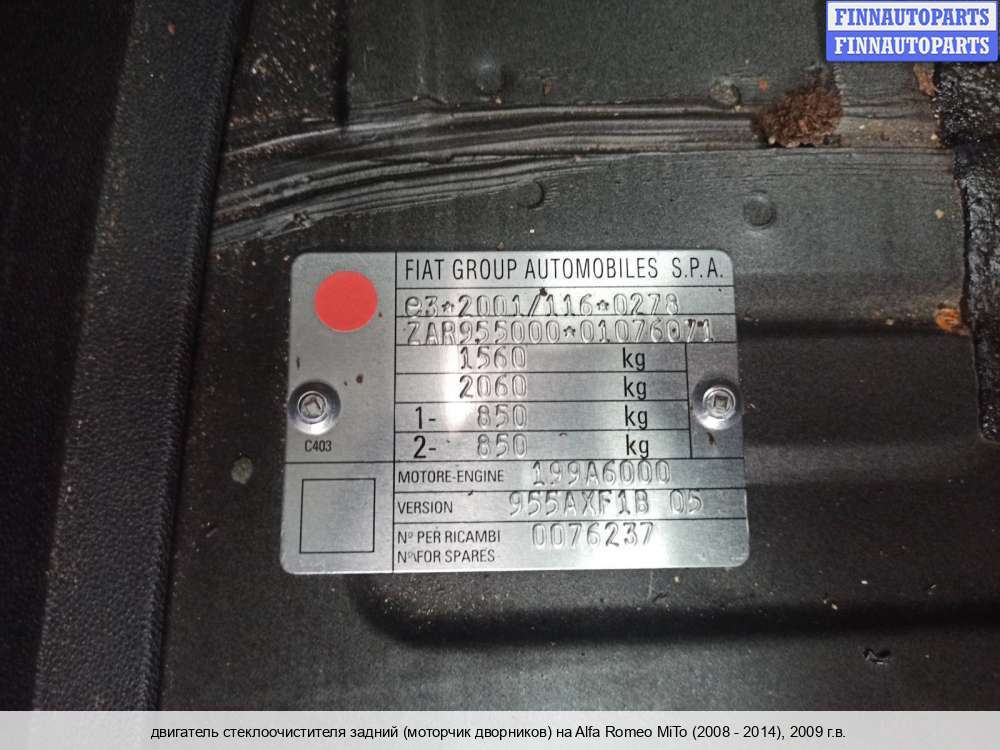 FINNAUTOPARTS
FINNAUTOPARTS
FIAT GROUP AUTOMOBILES S.P.A.
e3*2001/116*0278
ZAR955000*01076071
1560 kg
2060 kg
1- 850 kg
2- 850 kg
C403
MOTORE-ENGINE 199A6000
VERSION 955AXF1B 05
Nº PER RICAMBI 0076237
Nº FOR SPARES
двигатель стеклоочистителя задний (моторчик дворников) на Alfa Romeo MiTo (2008 - 2014), 2009 г.в.